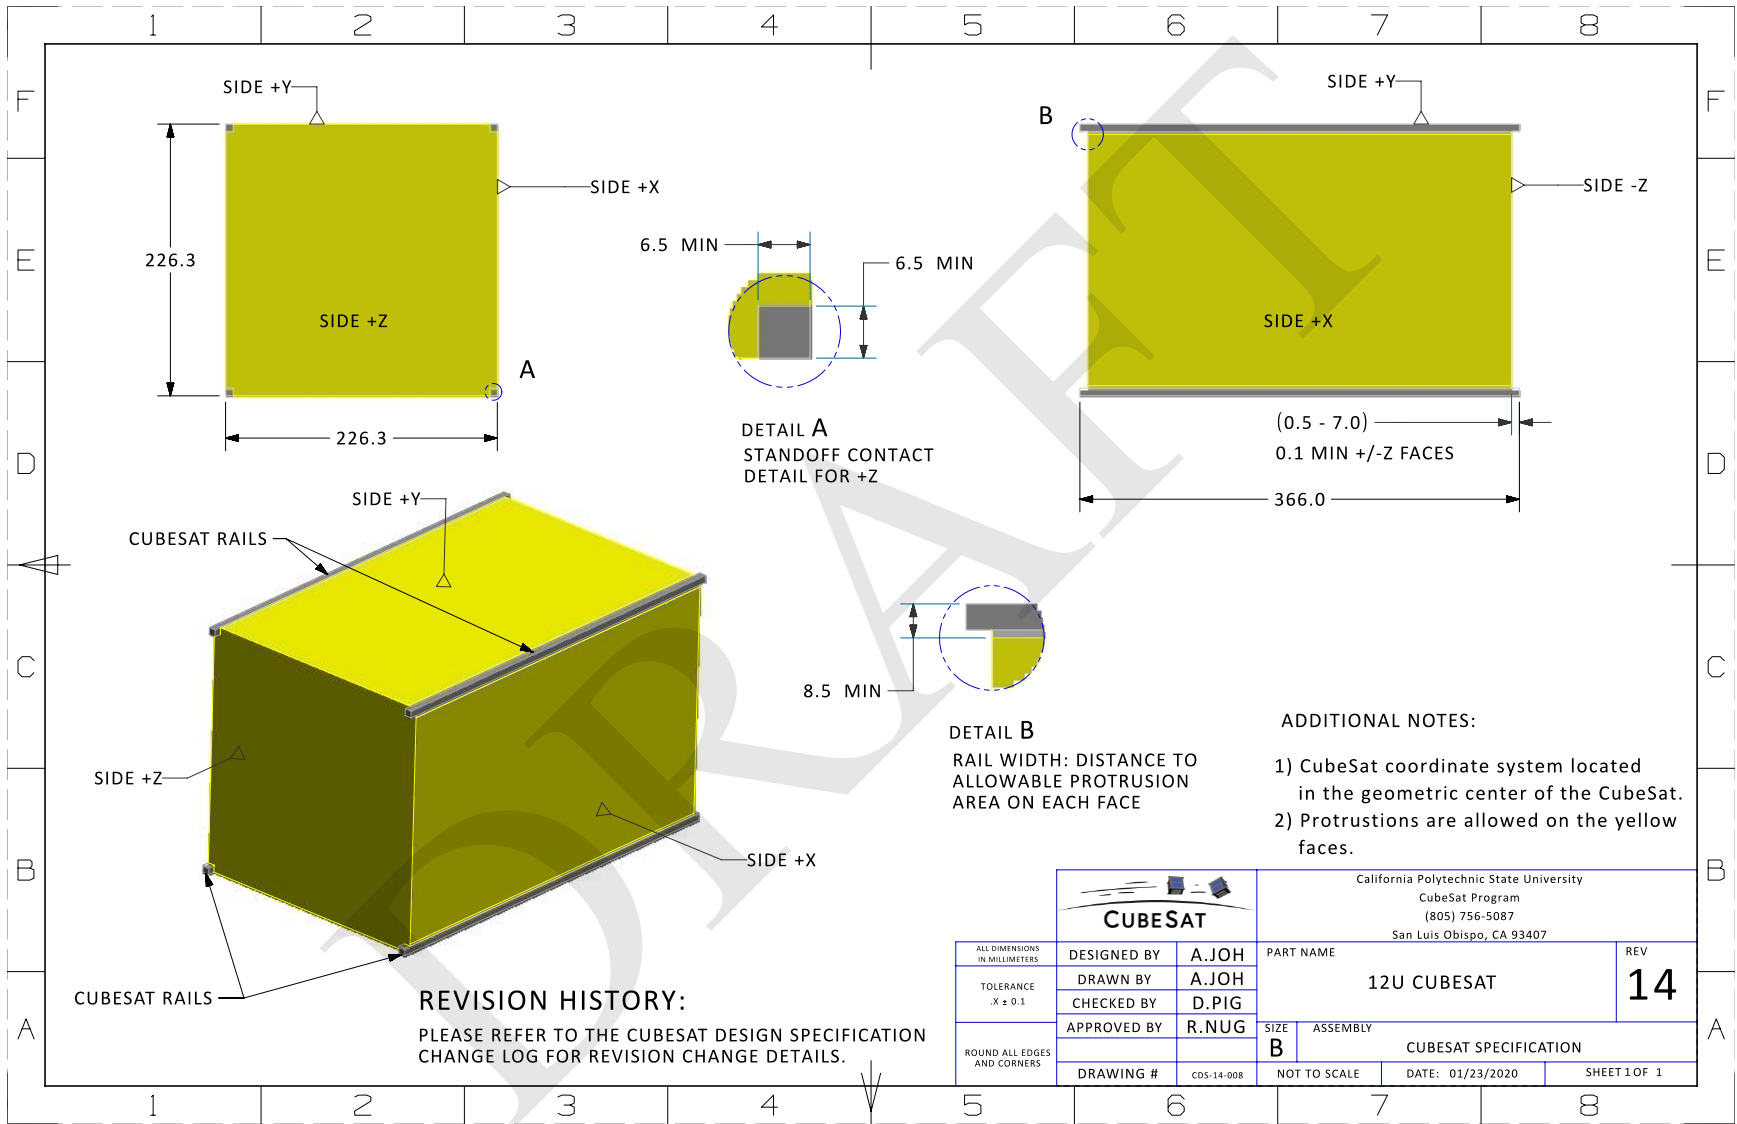 1 2 3 4 5 6 7 8
F
E
D
C
B
A
F
E
D
C
B
A
DRAFT
SIDE +Y
SIDE +X
226.3
SIDE +Z
A
226.3
6.5 MIN
6.5 MIN
DETAIL A
STANDOFF CONTACT
DETAIL FOR +Z
SIDE +Y
B
SIDE -Z
SIDE +X
(0.5 - 7.0)
0.1 MIN +/-Z FACES
366.0
SIDE +Y
CUBESAT RAILS
SIDE +Z
SIDE +X
CUBESAT RAILS
8.5 MIN
DETAIL B
RAIL WIDTH: DISTANCE TO
ALLOWABLE PROTRUSION
AREA ON EACH FACE
ADDITIONAL NOTES:
1) CubeSat coordinate system located
in the geometric center of the CubeSat.
2) Protrustions are allowed on the yellow
faces.
REVISION HISTORY:
PLEASE REFER TO THE CUBESAT DESIGN SPECIFICATION
CHANGE LOG FOR REVISION CHANGE DETAILS.
CUBESAT
California Polytechnic State University
CubeSat Program
(805) 756-5087
San Luis Obispo, CA 93407
ALL DIMENSIONS
IN MILLIMETERS
TOLERANCE
.X ± 0.1
ROUND ALL EDGES
AND CORNERS
DESIGNED BY A.JOH
DRAWN BY A.JOH
CHECKED BY D.PIG
APPROVED BY R.NUG
DRAWING # CDS-14-008
PART NAME
12U CUBESAT
REV
14
SIZE
B
ASSEMBLY
CUBESAT SPECIFICATION
NOT TO SCALE
DATE: 01/23/2020
SHEET 1 OF 1
1 2 3 4 5 6 7 8